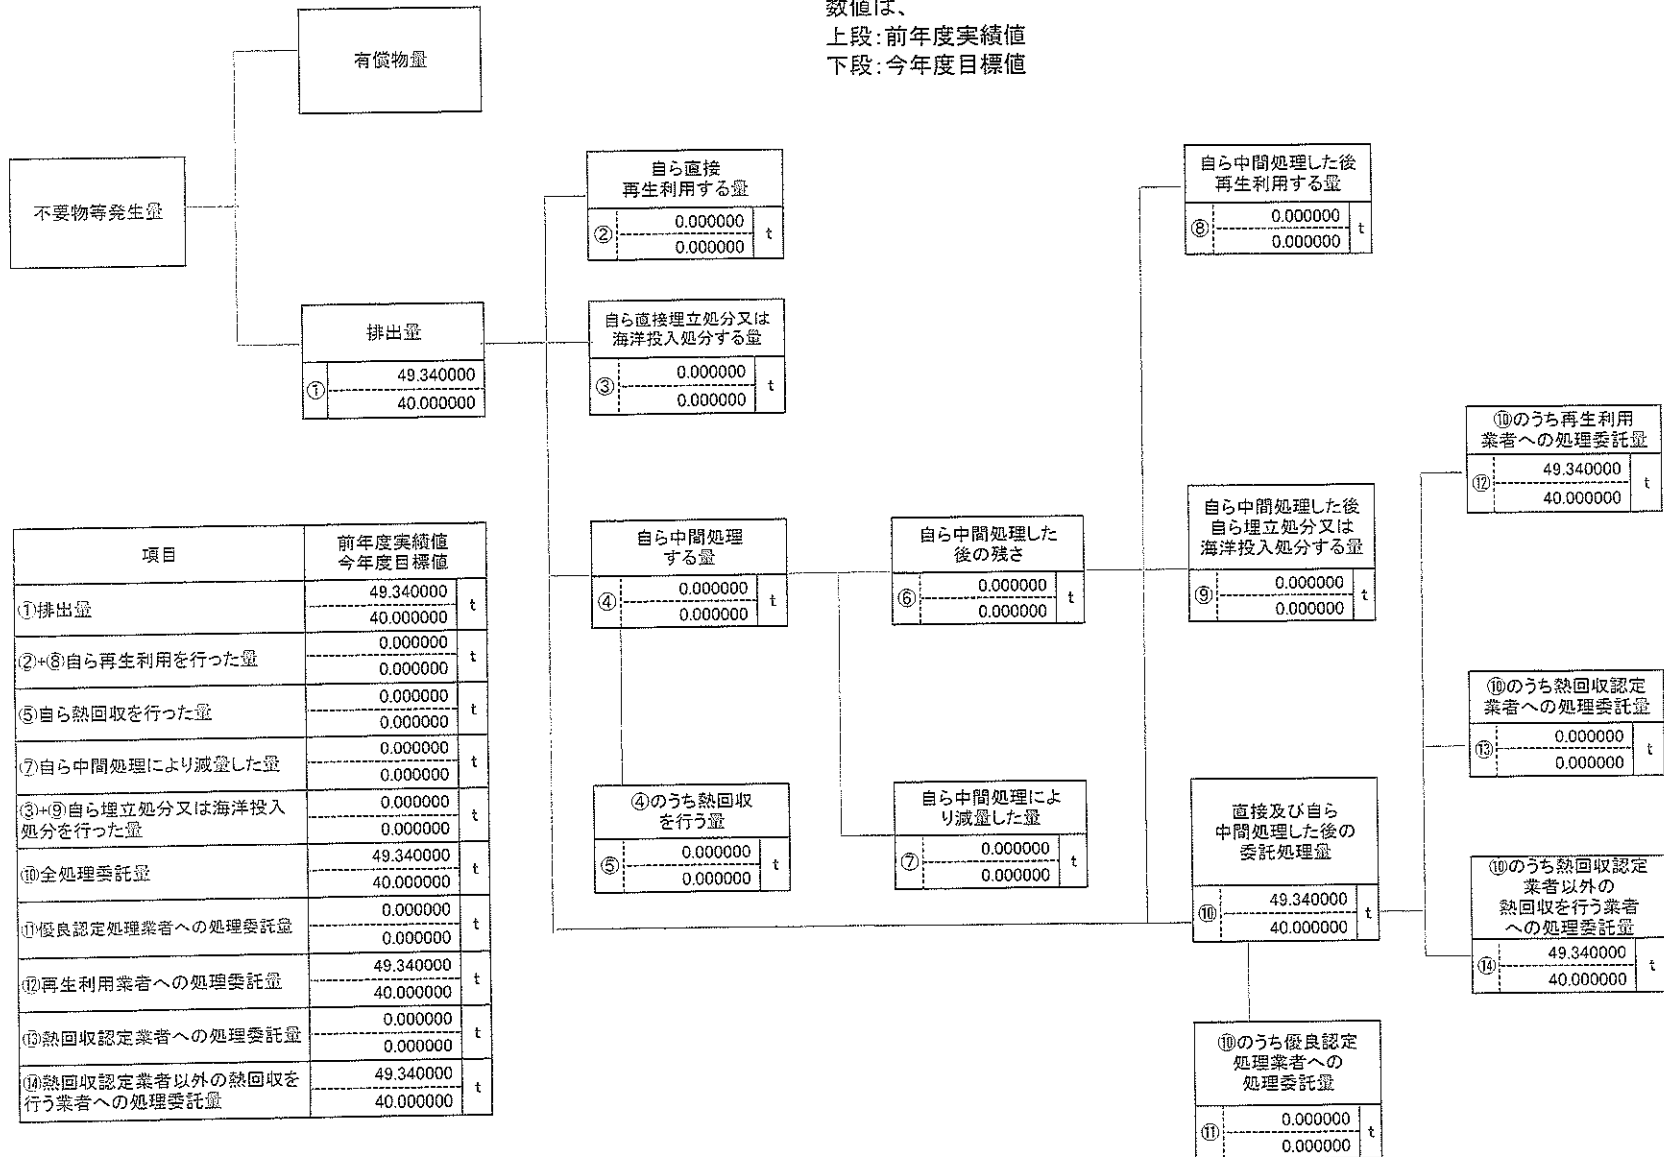 数値は、
上段:前年度実績値
下段:今年度目標値
有償物量
不要物等発生量
排出量
①
49.340000
40.000000
自ら直接
再生利用する量
②
0.000000
0.000000
t
自ら直接埋立処分又は
海洋投入処分する量
③
0.000000
0.000000
t
自ら中間処理
する量
④
0.000000
0.000000
t
④のうち熱回収
を行う量
⑤
0.000000
0.000000
t
自ら中間処理した
後の残さ
⑥
0.000000
0.000000
t
自ら中間処理によ
り減量した量
⑦
0.000000
0.000000
t
自ら中間処理した後
再生利用する量
⑧
0.000000
0.000000
t
自ら中間処理した後
自ら埋立処分又は
海洋投入処分する量
⑨
0.000000
0.000000
t
直接及び自ら
中間処理した後の
委託処理量
⑩
49.340000
40.000000
t
⑩のうち優良認定
処理業者への
処理委託量
⑪
0.000000
0.000000
t
⑩のうち再生利用
業者への処理委託量
⑫
49.340000
40.000000
t
⑩のうち熱回収認定
業者への処理委託量
⑬
0.000000
0.000000
t
⑩のうち熱回収認定
業者以外の
熱回収を行う業者
への処理委託量
⑭
49.340000
40.000000
t
項目
前年度実績値
今年度目標値
①排出量
49.340000
40.000000
t
②+⑧自ら再生利用を行った量
0.000000
0.000000
t
⑤自ら熱回収を行った量
0.000000
0.000000
t
⑦自ら中間処理により減量した量
0.000000
0.000000
t
③+⑨自ら埋立処分又は海洋投入
処分を行った量
0.000000
0.000000
t
⑩全処理委託量
49.340000
40.000000
t
⑪優良認定処理業者への処理委託量
0.000000
0.000000
t
⑫再生利用業者への処理委託量
49.340000
40.000000
t
⑬熱回収認定業者への処理委託量
0.000000
0.000000
t
⑭熱回収認定業者以外の熱回収を
行う業者への処理委託量
49.340000
40.000000
t